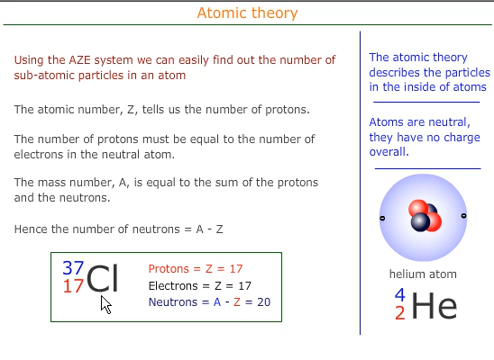 Atomic theory
Using the AZE system we can easily find out the number of
sub-atomic particles in an atom
The atomic number, Z, tells us the number of protons.
The number of protons must be equal to the number of
electrons in the neutral atom.
The mass number, A, is equal to the sum of the protons
and the neutrons.
Hence the number of neutrons = A - Z
37
17
Cl
Protons = Z = 17
Electrons = Z = 17
Neutrons = A - Z = 20
The atomic theory
describes the particles
in the inside of atoms
Atoms are neutral,
they have no charge
overall.
helium atom
4
2
He